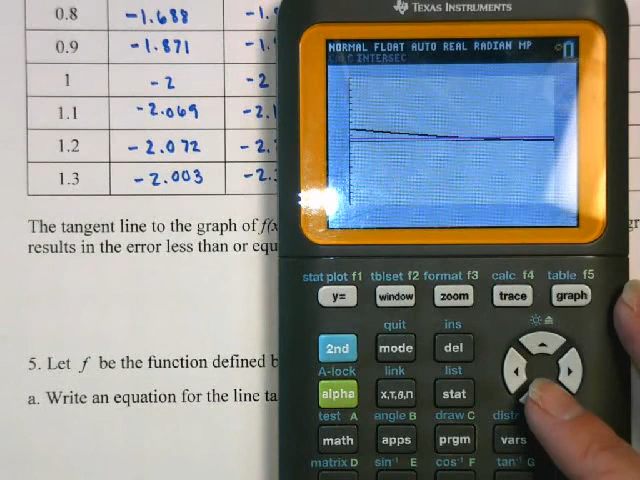 0.8 -1.688
TEXAS INSTRUMENTS
NORMAL FLOAT AUTO REAL RADIAN MP
CALC INTERSEC
0.9 -1.871
1 -2 -2
1.1 -2.069
1.2 -2.072
1.3 -2.003
The tangent line to the graph of
results in the error less than or
stat plot f1 tblset f2 format f3 calc f4 table f5
y= window zoom trace graph
quit ins
2nd mode del
A-lock link list
alpha X,T,θ,n stat
5. Let f be the function defined
a. Write an equation for the line
test A angle B draw C distr
math apps prgm vars
matrix D sin⁻¹ E cos⁻¹ F tan⁻¹ G